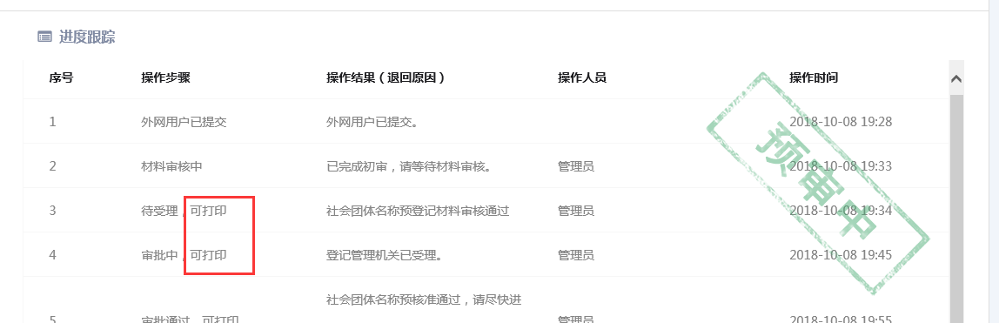 进度跟踪
序号 操作步骤 操作结果（退回原因） 操作人员 操作时间
1 外网用户已提交 外网用户已提交。 2018-10-08 19:28
2 材料审核中 已完成初审，请等待材料审核。 管理员 2018-10-08 19:33
3 待受理，可打印 社会团体名称预登记材料审核通过 管理员 2018-10-08 19:34
4 审批中，可打印 登记管理机关已受理。 管理员 2018-10-08 19:45
社会团体名称预核准通过，请尽快进
5 审批通过，可打印 管理员 2018-10-08 19:55
预审中